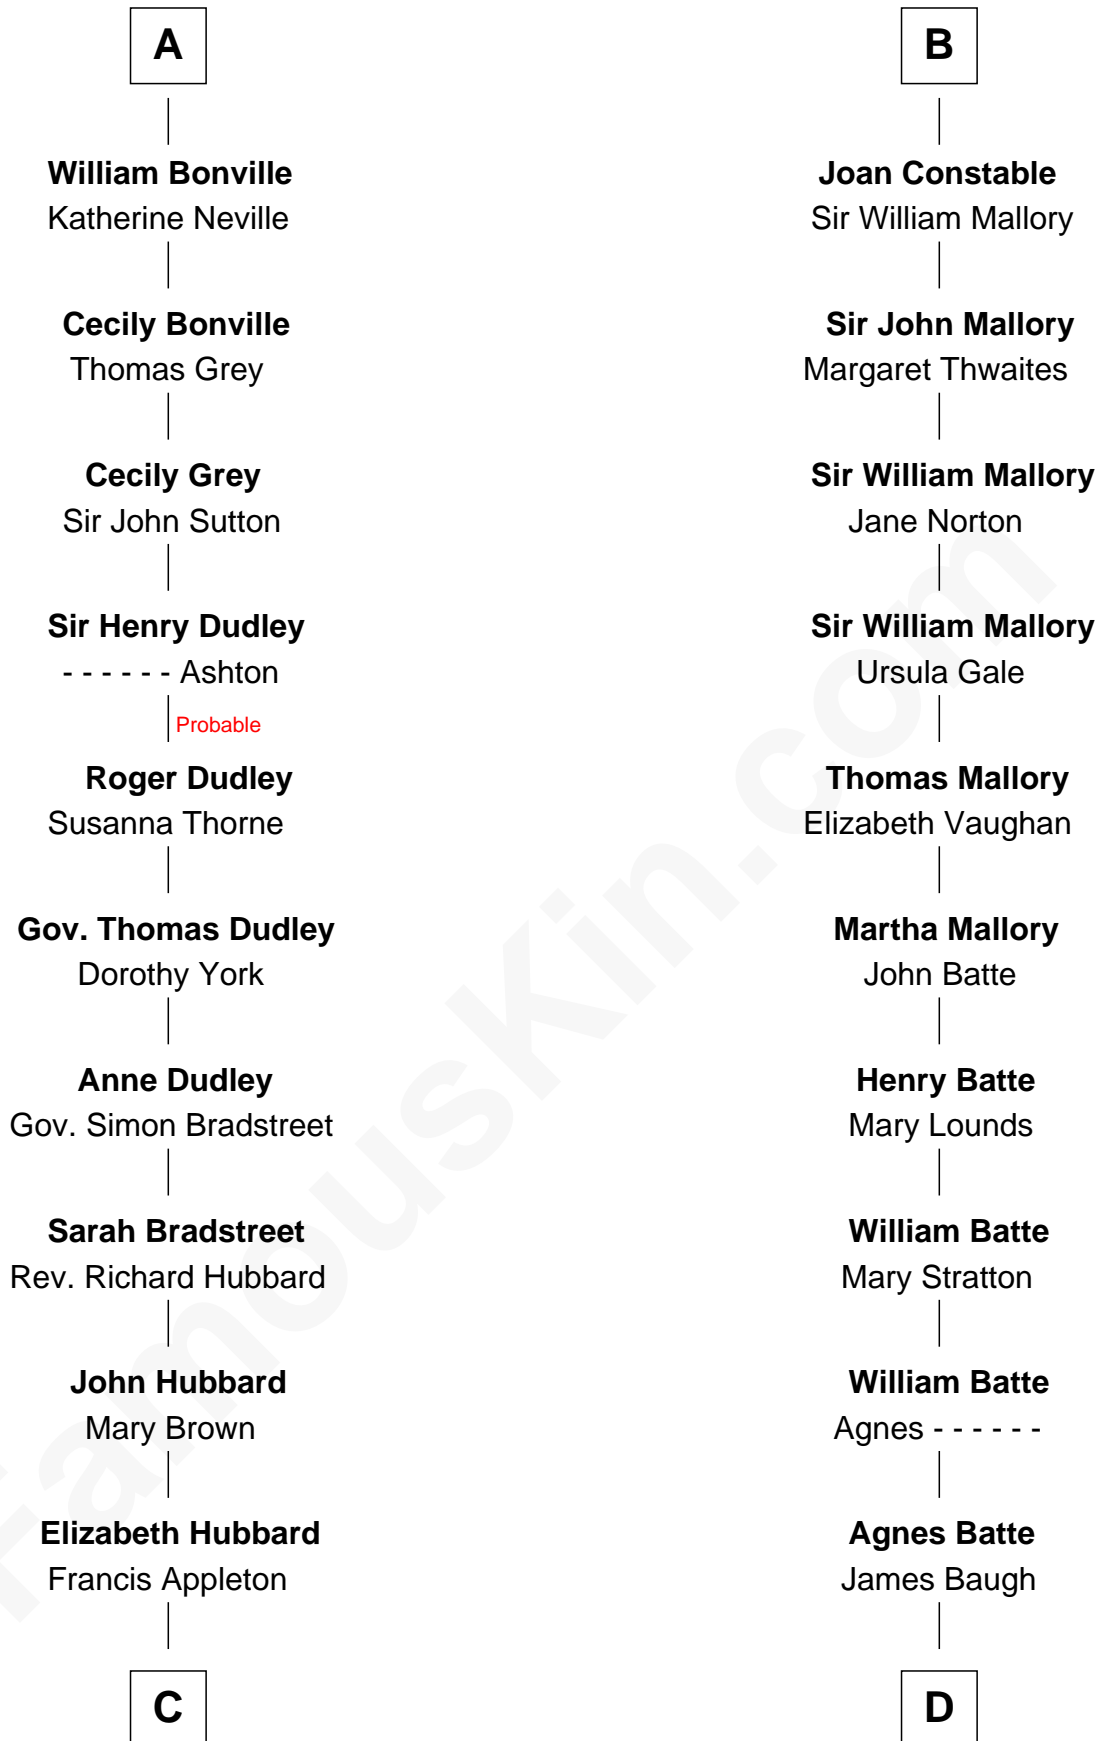 A
William Bonville
Katherine Neville
Cecily Bonville
Thomas Grey
Cecily Grey
Sir John Sutton
Sir Henry Dudley
- - - - - - Ashton
Probable
Roger Dudley
Susanna Thorne
Gov. Thomas Dudley
Dorothy York
Anne Dudley
Gov. Simon Bradstreet
Sarah Bradstreet
Rev. Richard Hubbard
John Hubbard
Mary Brown
Elizabeth Hubbard
Francis Appleton
C
B
Joan Constable
Sir William Mallory
Sir John Mallory
Margaret Thwaites
Sir William Mallory
Jane Norton
Sir William Mallory
Ursula Gale
Thomas Mallory
Elizabeth Vaughan
Martha Mallory
John Batte
Henry Batte
Mary Lounds
William Batte
Mary Stratton
William Batte
Agnes - - - - - -
Agnes Batte
James Baugh
D
FamousKin.com